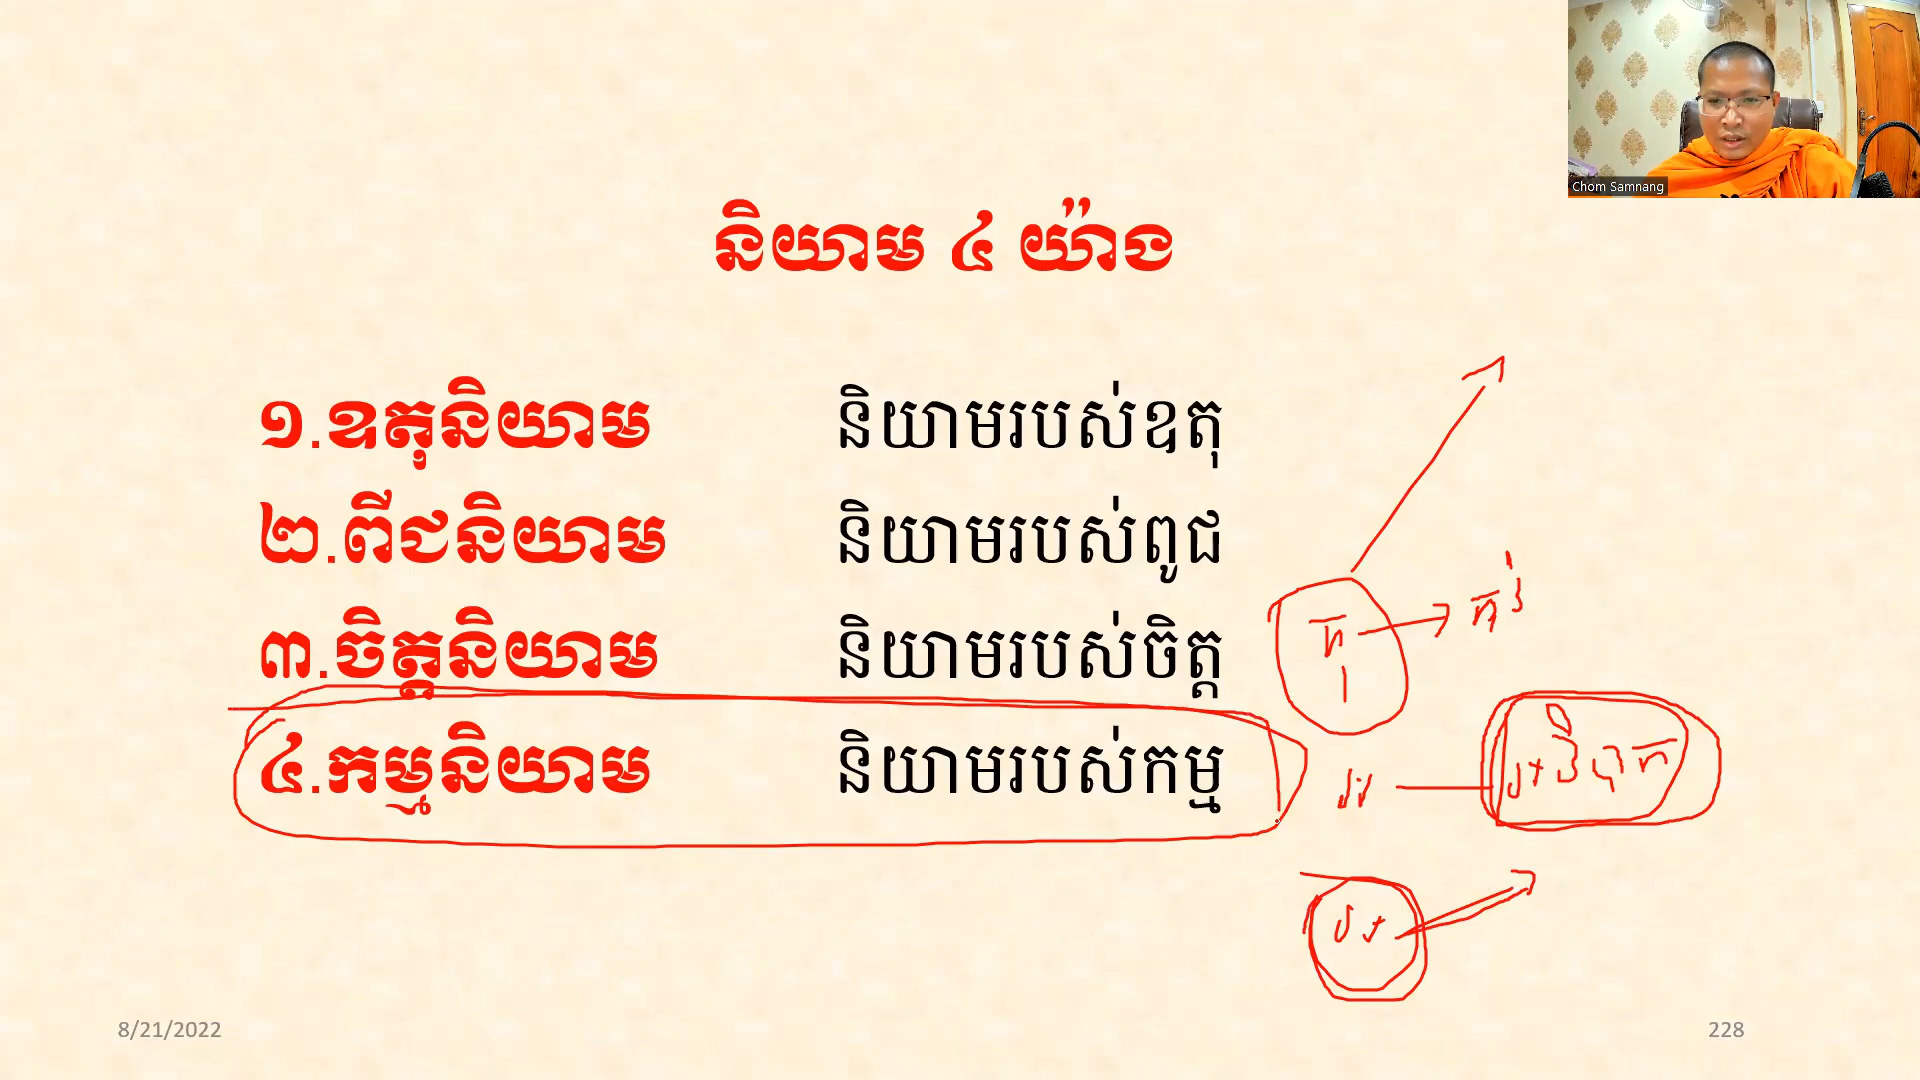 Chom Samnang
និយាម ៤ យ៉ាង
១.ឧតុនិយាម និយាមរបស់ឧតុ
២.ពីជនិយាម និយាមរបស់ពូជ
៣.ចិត្តនិយាម និយាមរបស់ចិត្ត
៤.កម្មនិយាម និយាមរបស់កម្ម
8/21/2022
228